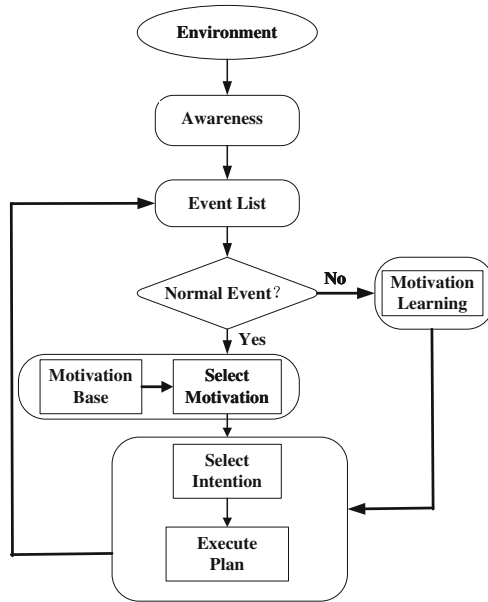 Environment
Awareness
Event List
Normal Event?
No
Motivation
Learning
Yes
Motivation
Base
Select
Motivation
Select
Intention
Execute
Plan